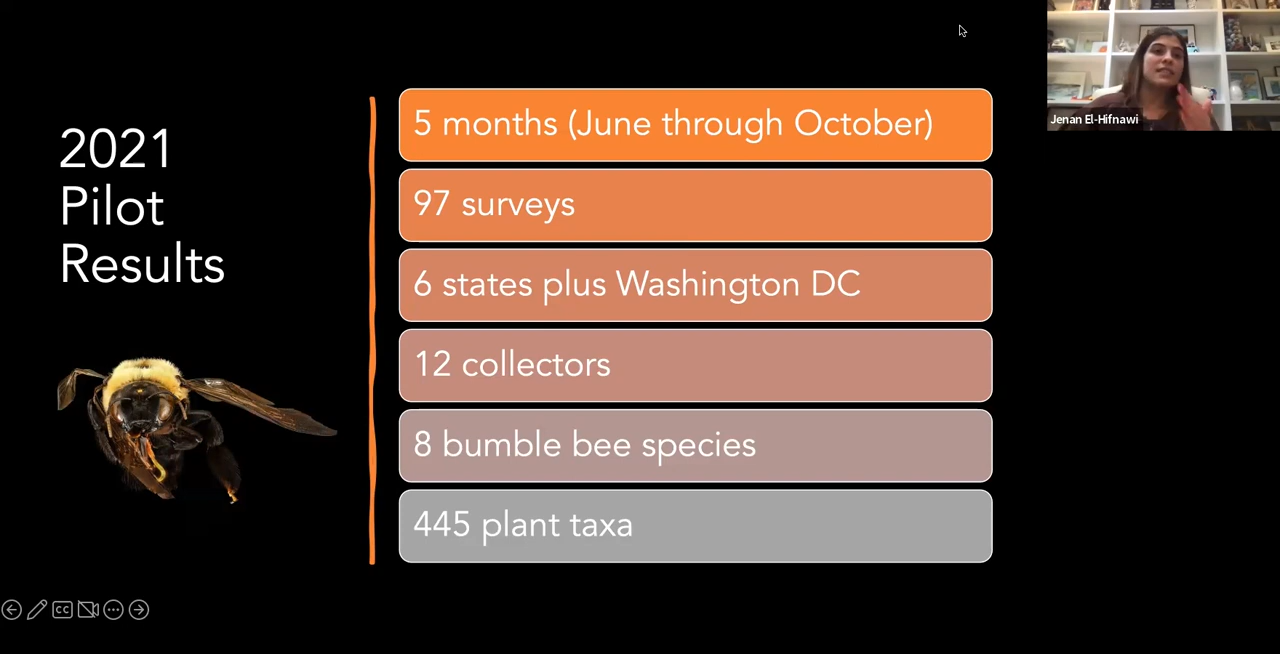 2021
Pilot
Results
5 months (June through October)
97 surveys
6 states plus Washington DC
12 collectors
8 bumble bee species
445 plant taxa
Jenan El-Hifnawi
CC